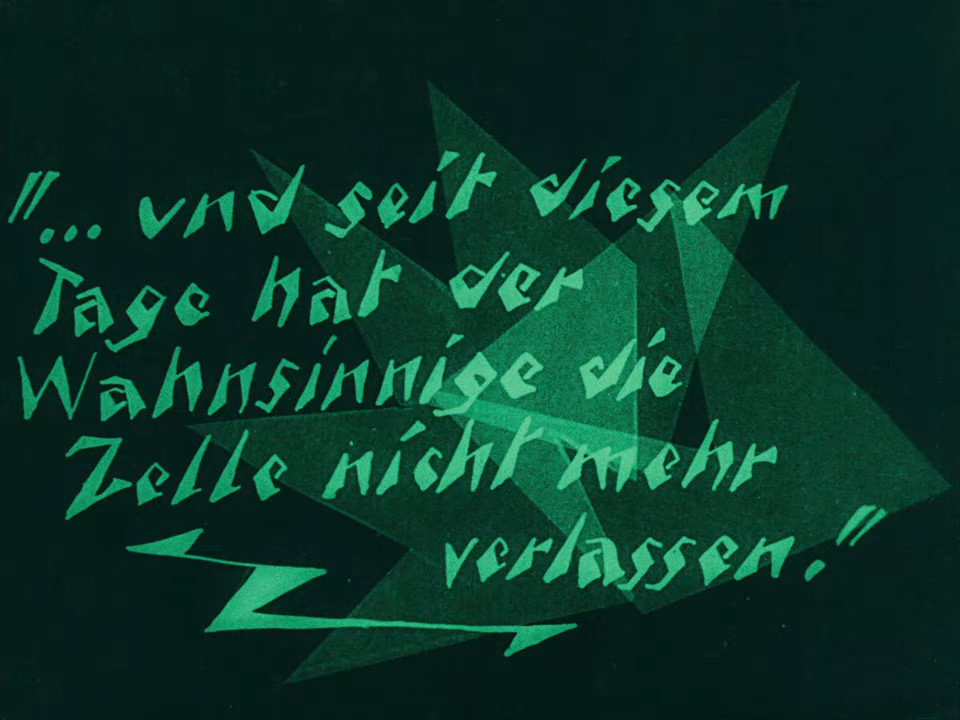 "... und seit diesem
Tage hat der
Wahnsinnige die
Zelle nicht mehr
verlassen."